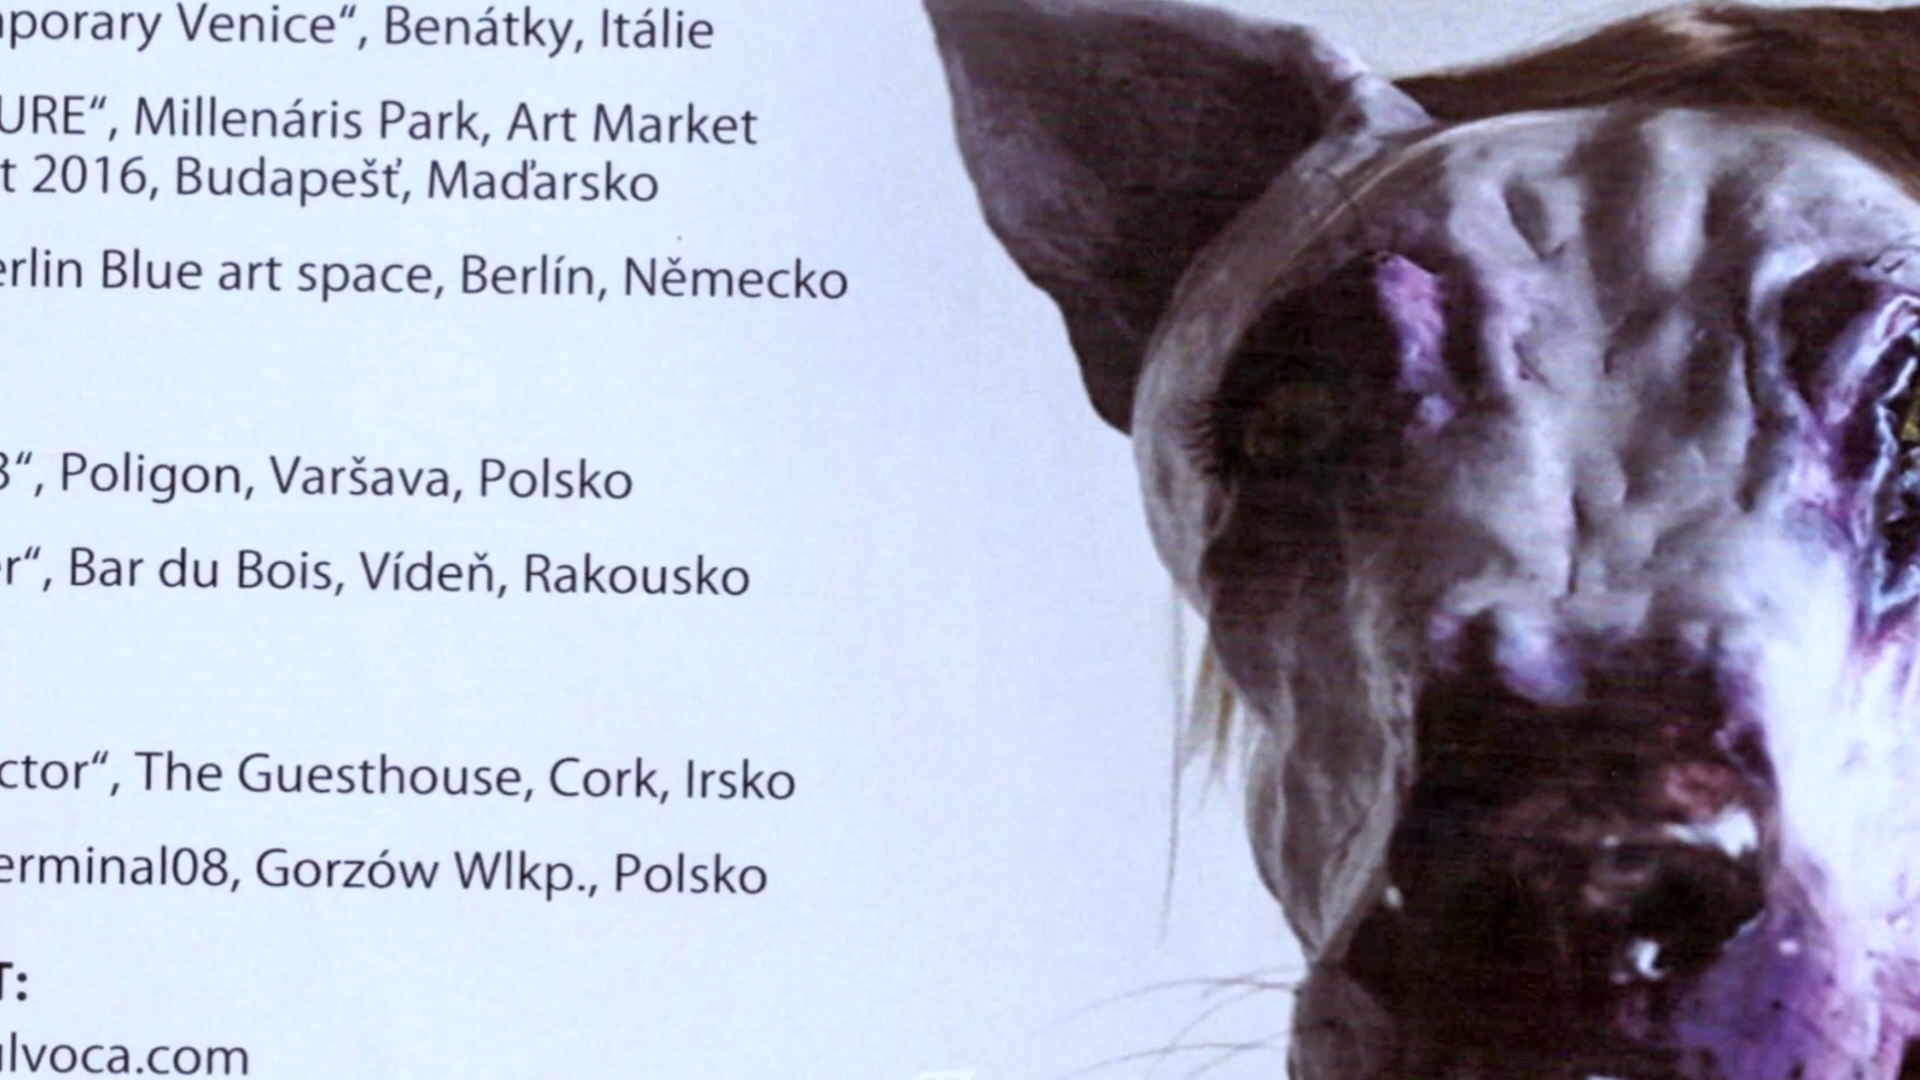 porary Venice“, Benátky, Itálie
URE“, Millenáris Park, Art Market
t 2016, Budapešť, Maďarsko
erlin Blue art space, Berlín, Německo
3“, Poligon, Varšava, Polsko
r“, Bar du Bois, Vídeň, Rakousko
ctor“, The Guesthouse, Cork, Irsko
erminal08, Gorzów Wlkp., Polsko
T:
lvoca.com